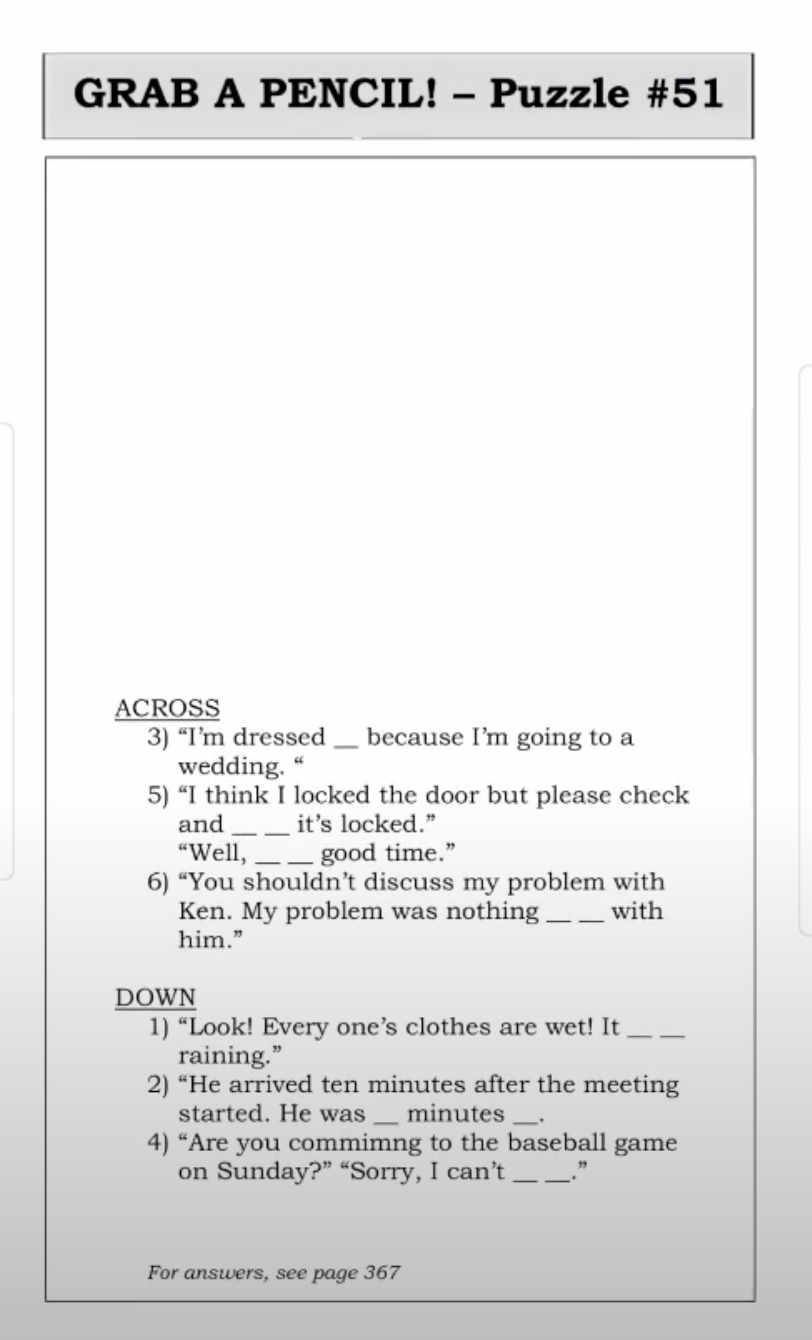 GRAB A PENCIL! – Puzzle #51
ACROSS
3) “I’m dressed __ because I’m going to a
wedding. “
5) “I think I locked the door but please check
and __ __ it’s locked.”
“Well, __ __ good time.”
6) “You shouldn’t discuss my problem with
Ken. My problem was nothing __ __ with
him.”
DOWN
1) “Look! Every one’s clothes are wet! It __ __
raining.”
2) “He arrived ten minutes after the meeting
started. He was __ minutes __.
4) “Are you commimng to the baseball game
on Sunday?” “Sorry, I can’t __ __.”
For answers, see page 367